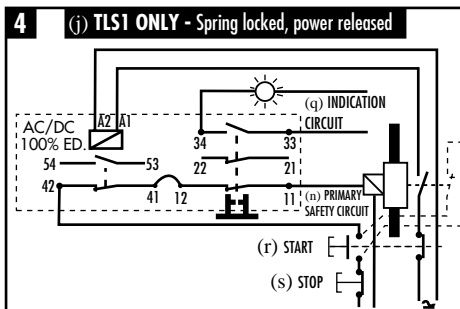 4 (j) TLS1 ONLY - Spring locked, power released
A2 A1
(q) INDICATION
CIRCUIT
AC/DC
100% ED.
34 33
54 53
22 21
42
41 12 11
(n) PRIMARY
SAFETY CIRCUIT
(r) START
(s) STOP